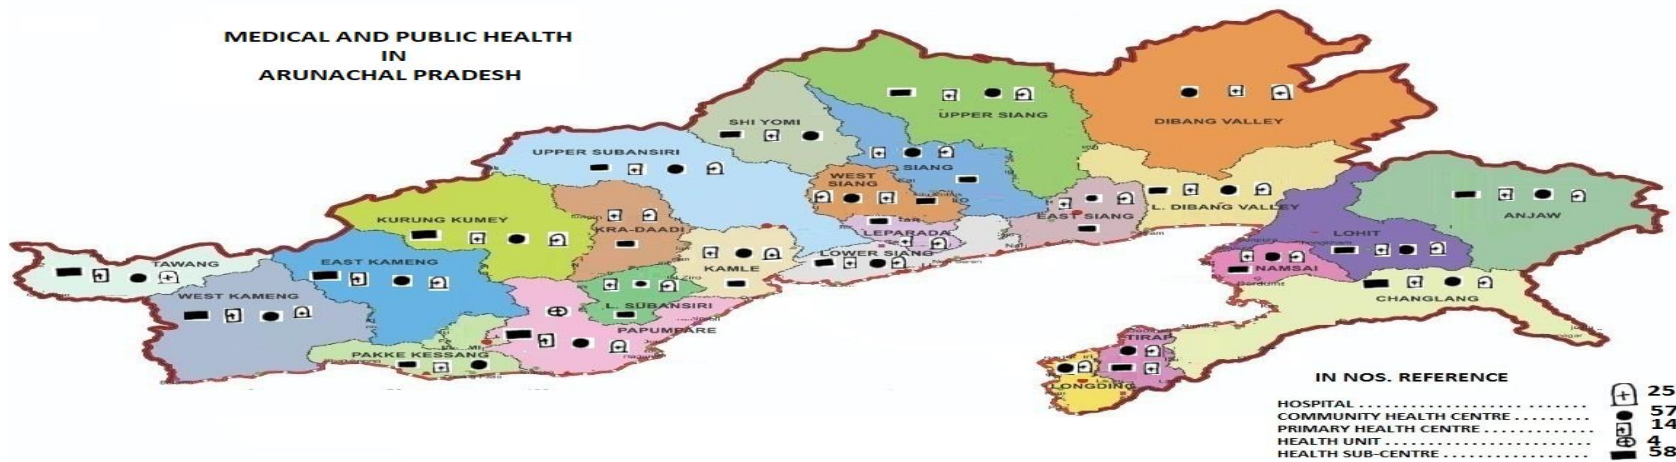 MEDICAL AND PUBLIC HEALTH
IN
ARUNACHAL PRADESH
UPPER SIANG
DIBANG VALLEY
SHI YOMI
UPPER SUBANSIRI
SIANG
WEST
SIANG
L. DIBANG VALLEY
EAST SIANG
ANJAW
KURUNG KUMEY
KRA-DAADI
LEPARADA
LOHIT
LOWER SIANG
TAWANG
EAST KAMENG
KAMLE
NAMSAI
WEST KAMENG
CHANGLANG
L. SUBANSIRI
PAPUMPARE
TIRAP
PAKKE KESSANG
LONGDING
IN NOS. REFERENCE
HOSPITAL 25
COMMUNITY HEALTH CENTRE 57
PRIMARY HEALTH CENTRE 14
HEALTH UNIT 4
HEALTH SUB-CENTRE 58